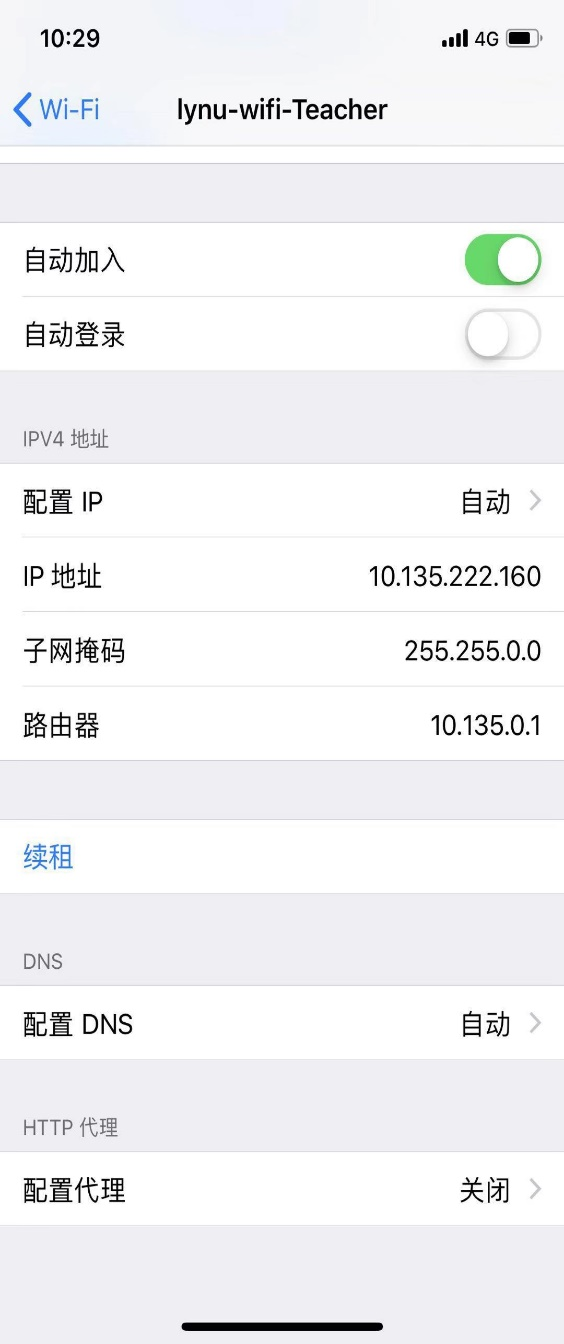 10:29
4G
Wi-Fi
lynu-wifi-Teacher
自动加入
自动登录
IPV4 地址
配置 IP 自动
IP 地址 10.135.222.160
子网掩码 255.255.0.0
路由器 10.135.0.1
续租
DNS
配置 DNS 自动
HTTP 代理
配置代理 关闭